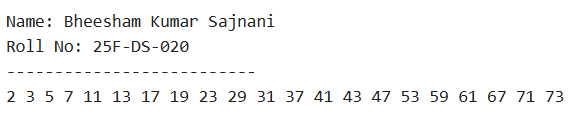 Name: Bheesham Kumar Sajnani
Roll No: 25F-DS-020
--------------------------
2 3 5 7 11 13 17 19 23 29 31 37 41 43 47 53 59 61 67 71 73